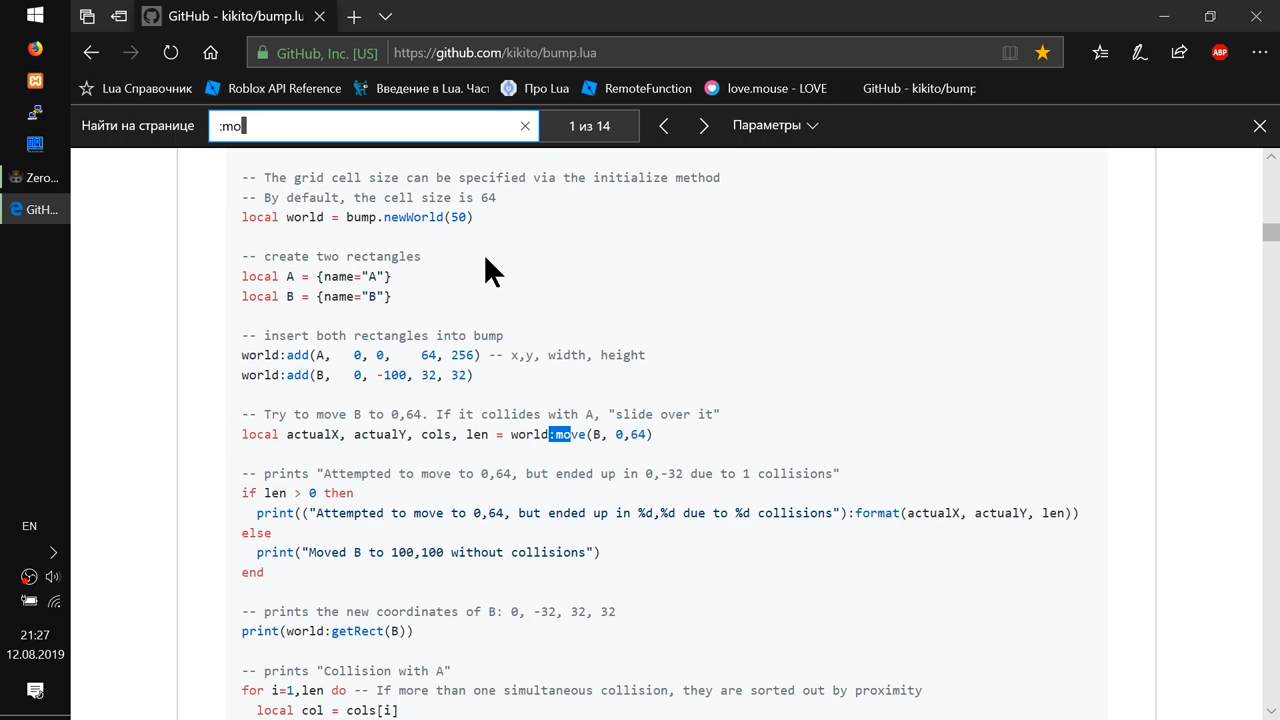 GitHub - kikito/bump.lu
GitHub, Inc. [US]
https://github.com/kikito/bump.lua
ABP
Lua Справочник
Roblox API Reference
Введение в Lua. Част
Про Lua
RemoteFunction
love.mouse - LOVE
GitHub - kikito/bump
Найти на странице
:mo
1 из 14
Параметры
Zero...
GitH...
EN
21:27
12.08.2019
-- The grid cell size can be specified via the initialize method
-- By default, the cell size is 64
local world = bump.newWorld(50)
-- create two rectangles
local A = {name="A"}
local B = {name="B"}
-- insert both rectangles into bump
world:add(A,   0, 0,    64, 256) -- x,y, width, height
world:add(B,   0, -100, 32, 32)
-- Try to move B to 0,64. If it collides with A, "slide over it"
local actualX, actualY, cols, len = world:move(B, 0,64)
-- prints "Attempted to move to 0,64, but ended up in 0,-32 due to 1 collisions"
if len > 0 then
  print(("Attempted to move to 0,64, but ended up in %d,%d due to %d collisions"):format(actualX, actualY, len))
else
  print("Moved B to 100,100 without collisions")
end
-- prints the new coordinates of B: 0, -32, 32, 32
print(world:getRect(B))
-- prints "Collision with A"
for i=1,len do -- If more than one simultaneous collision, they are sorted out by proximity
  local col = cols[i]